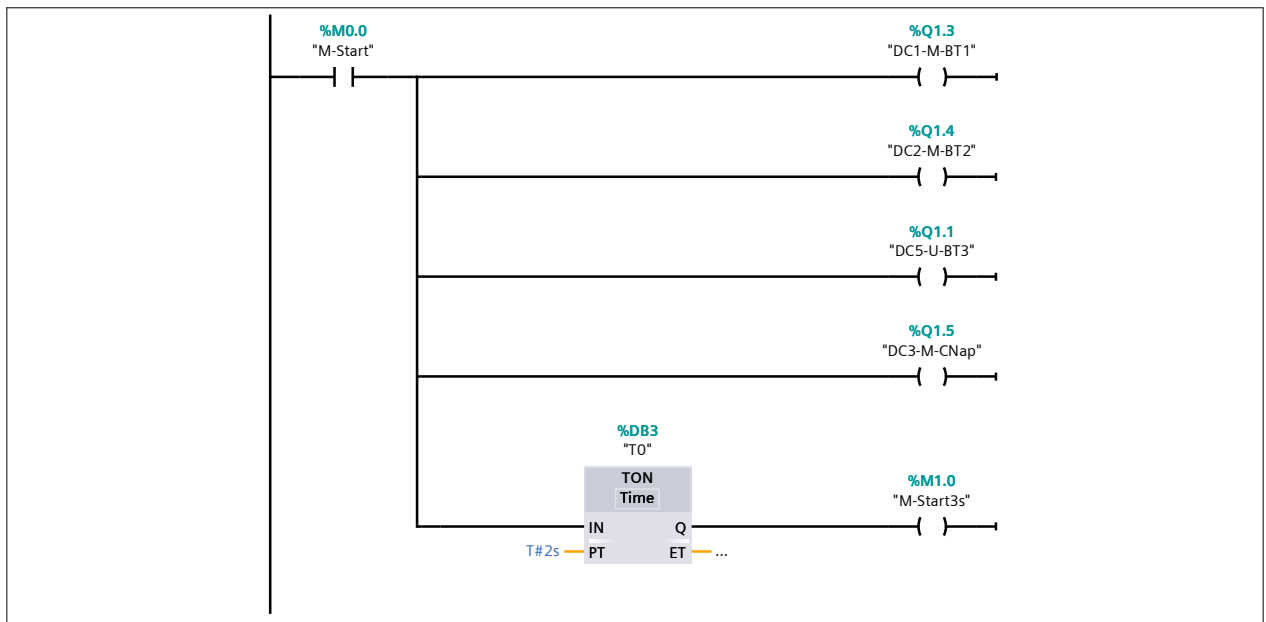 %M0.0
"M-Start"
%Q1.3
"DC1-M-BT1"
%Q1.4
"DC2-M-BT2"
%Q1.1
"DC5-U-BT3"
%Q1.5
"DC3-M-CNap"
%DB3
"T0"
TON
Time
IN Q
T#2s PT ET ...
%M1.0
"M-Start3s"